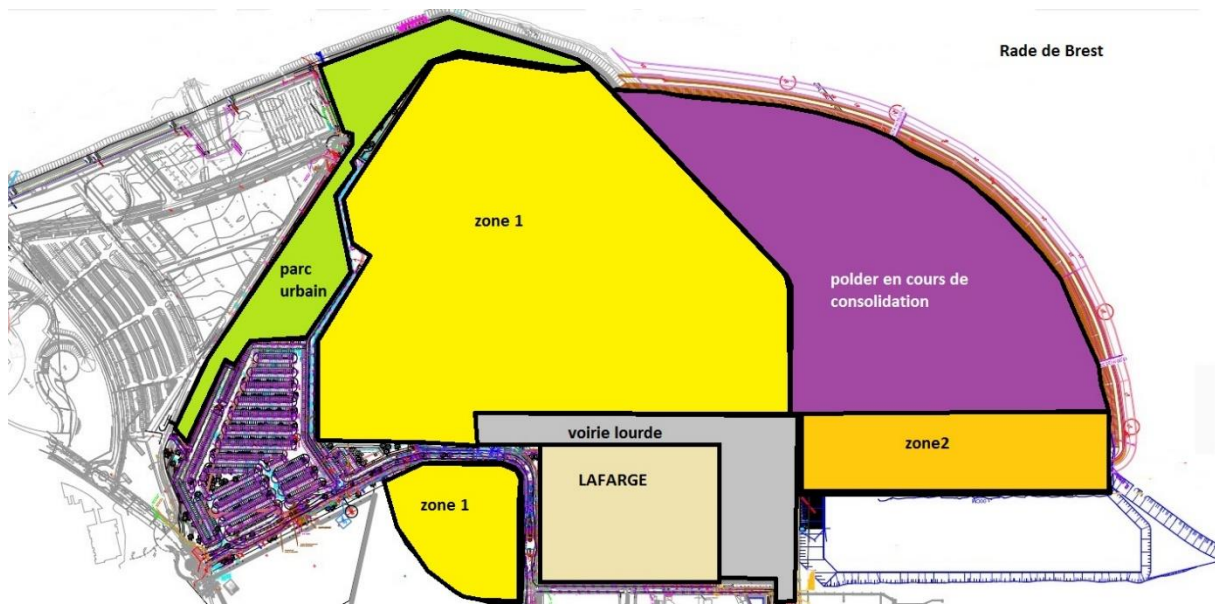 Rade de Brest
zone 1
parc
urbain
polder en cours de
consolidation
voirie lourde
zone2
LAFARGE
zone 1